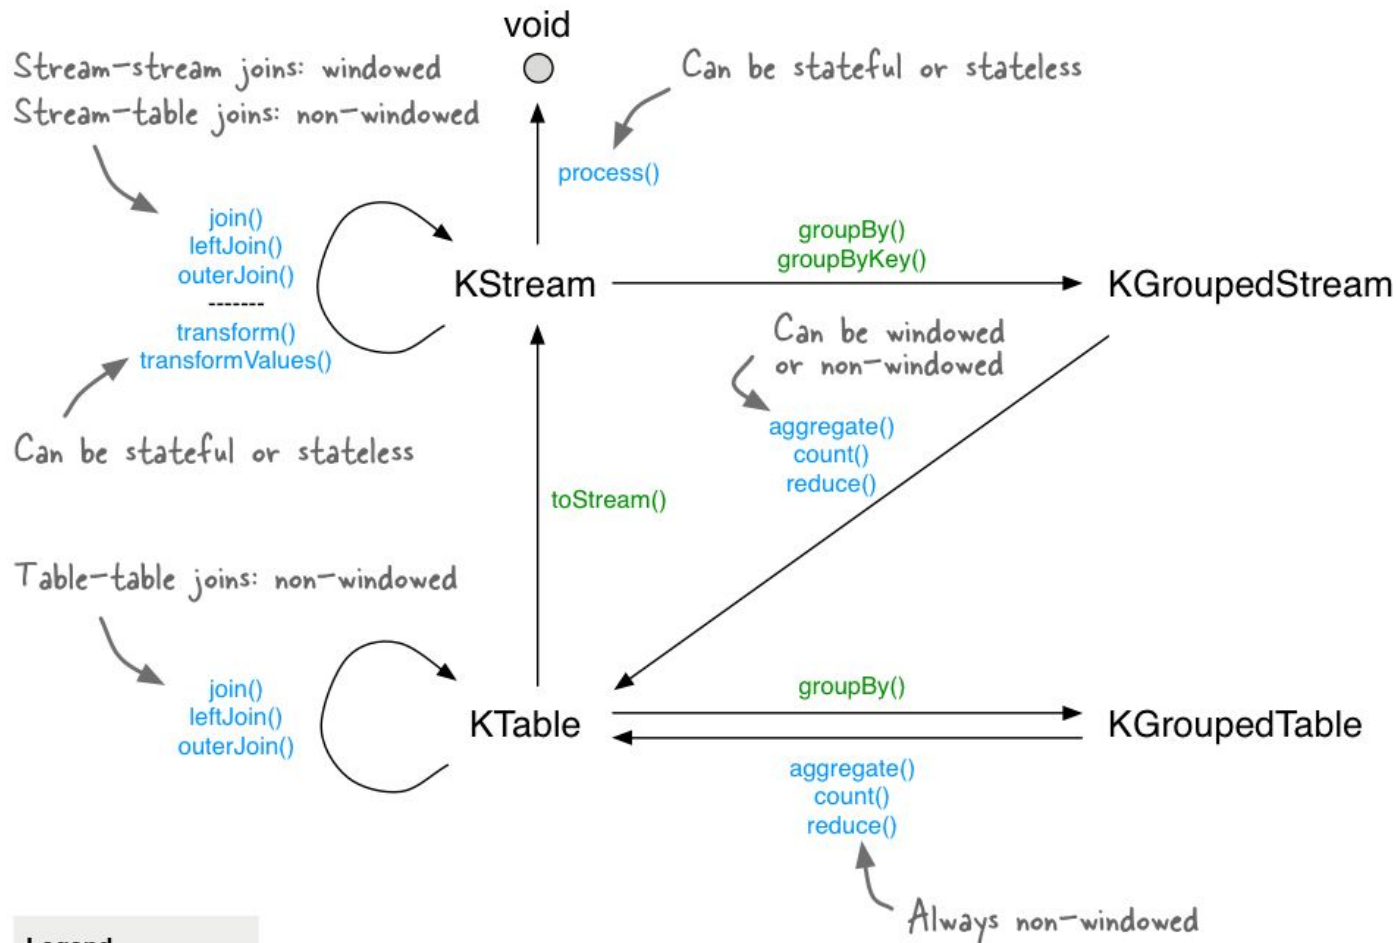 void
Stream-stream joins: windowed
Stream-table joins: non-windowed
Can be stateful or stateless
process()
join()
leftJoin()
outerJoin()
-------
transform()
transformValues()
KStream
groupBy()
groupByKey()
KGroupedStream
Can be windowed
or non-windowed
aggregate()
count()
reduce()
Can be stateful or stateless
toStream()
Table-table joins: non-windowed
join()
leftJoin()
outerJoin()
KTable
groupBy()
KGroupedTable
aggregate()
count()
reduce()
Always non-windowed
Legend